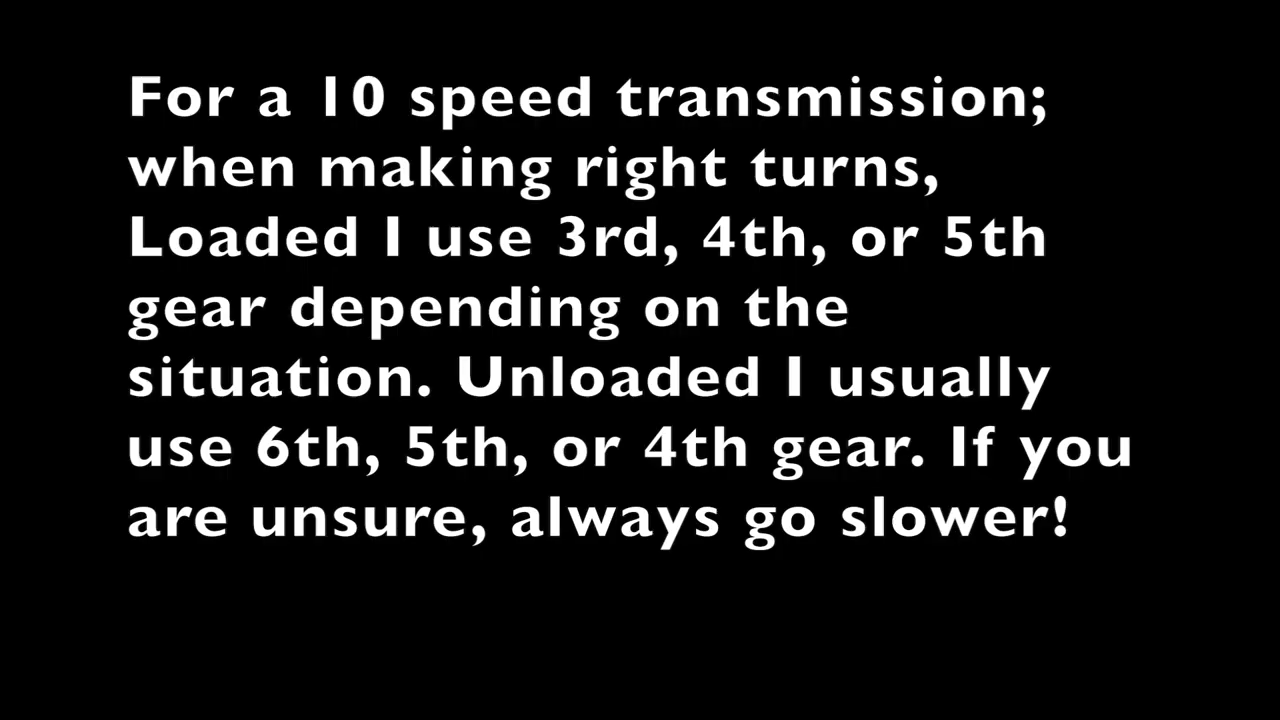 For a 10 speed transmission;
when making right turns,
Loaded I use 3rd, 4th, or 5th
gear depending on the
situation. Unloaded I usually
use 6th, 5th, or 4th gear. If you
are unsure, always go slower!